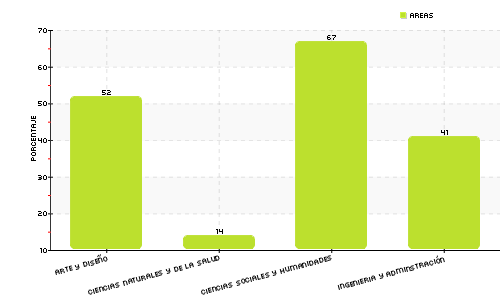 AREAS
70
67
60
52
50
PORCENTAJE
41
40
30
20
14
10
ARTE Y DISEÑO
CIENCIAS NATURALES Y DE LA SALUD
CIENCIAS SOCIALES Y HUMANIDADES
INGENIERIA Y ADMINSTRACIÓN